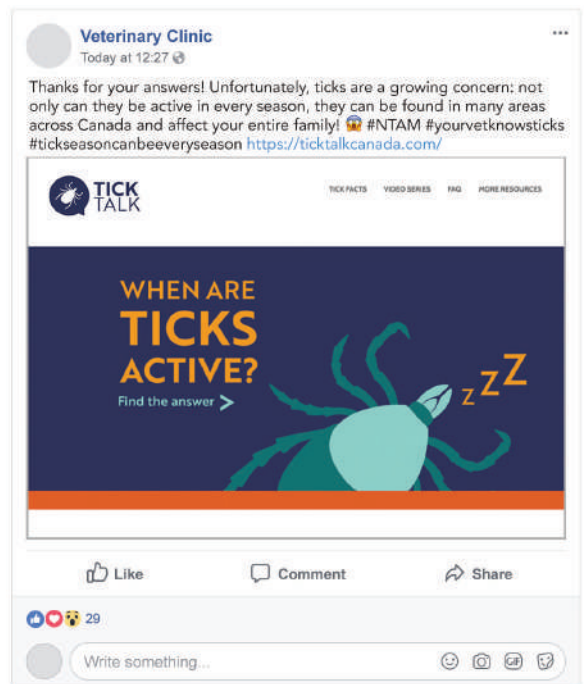 Veterinary Clinic
Today at 12:27
Thanks for your answers! Unfortunately, ticks are a growing concern: not
only can they be active in every season, they can be found in many areas
across Canada and affect your entire family! 😱 #NTAM #yourvetknowsticks
#tickseasoncanbeeveryseason https://ticktalkcanada.com/
TICK
TALK
TICK FACTS VIDEO SERIES FAQ MORE RESOURCES
WHEN ARE
TICKS
ACTIVE?
Find the answer >
z z Z
Like Comment Share
29
Write something...
GIF